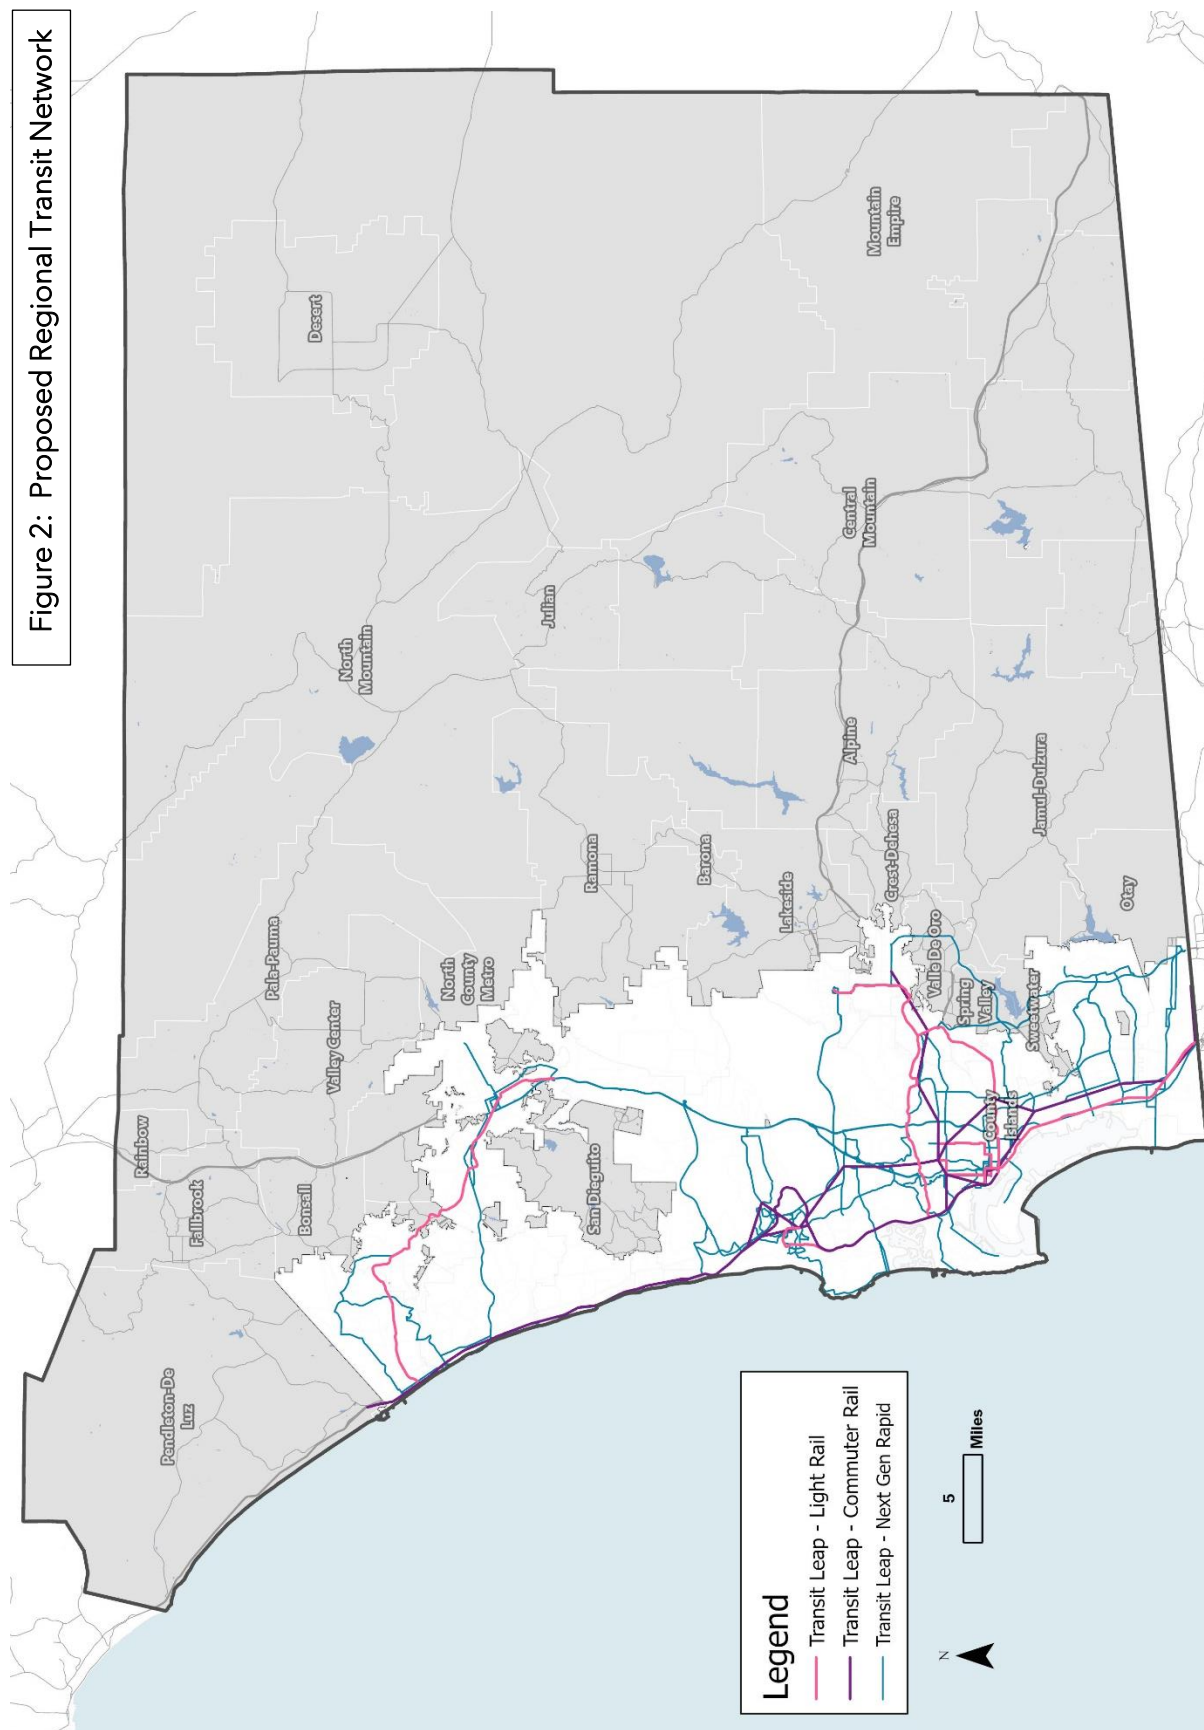 Figure 2: Proposed Regional Transit Network
Pendleton-De
Luz
Fallbrook
Rainbow
Bonsall
Valley Center
Pala-Pauma
North
Mountain
Desert
North
County
Metro
Julian
San Dieguito
Ramona
Barona
Lakeside
Alpine
Central
Mountain
Mountain
Empire
Crest-Dehesa
Valle De Oro
Spring
Valley
Sweetwater
County
Islands
Jamul-Dulzura
Otay
Legend
Transit Leap - Light Rail
Transit Leap - Commuter Rail
Transit Leap - Next Gen Rapid
N
5
Miles